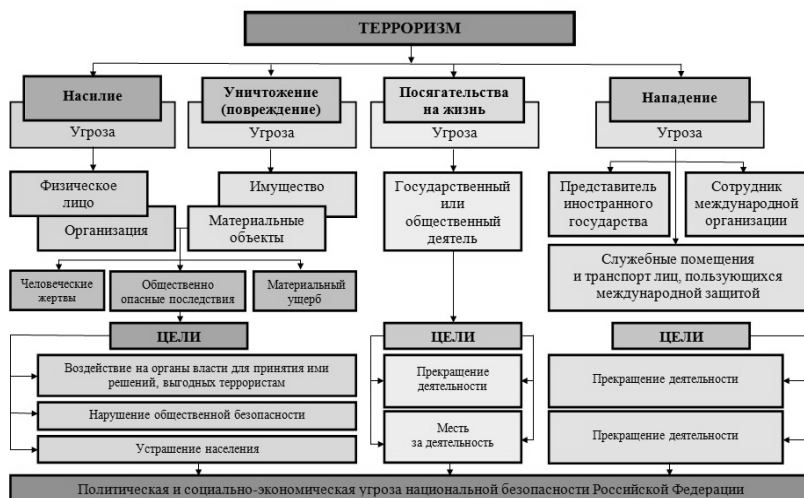 ТЕРРОРИЗМ
Насилие
Угроза
Уничтожение
(повреждение)
Угроза
Посягательства
на жизнь
Угроза
Нападение
Угроза
Физическое
лицо
Организация
Имущество
Материальные
объекты
Государственный
или
общественный
деятель
Представитель
иностранного
государства
Сотрудник
международной
организации
Служебные помещения
и транспорт лиц, пользующихся
международной защитой
Человеческие
жертвы
Общественно
опасные последствия
Материальный
ущерб
ЦЕЛИ
Воздействие на органы власти для принятия ими
решений, выгодных террористам
Нарушение общественной безопасности
Устрашение населения
ЦЕЛИ
Прекращение
деятельности
Месть
за деятельность
ЦЕЛИ
Прекращение деятельности
Прекращение деятельности
Политическая и социально-экономическая угроза национальной безопасности Российской Федерации